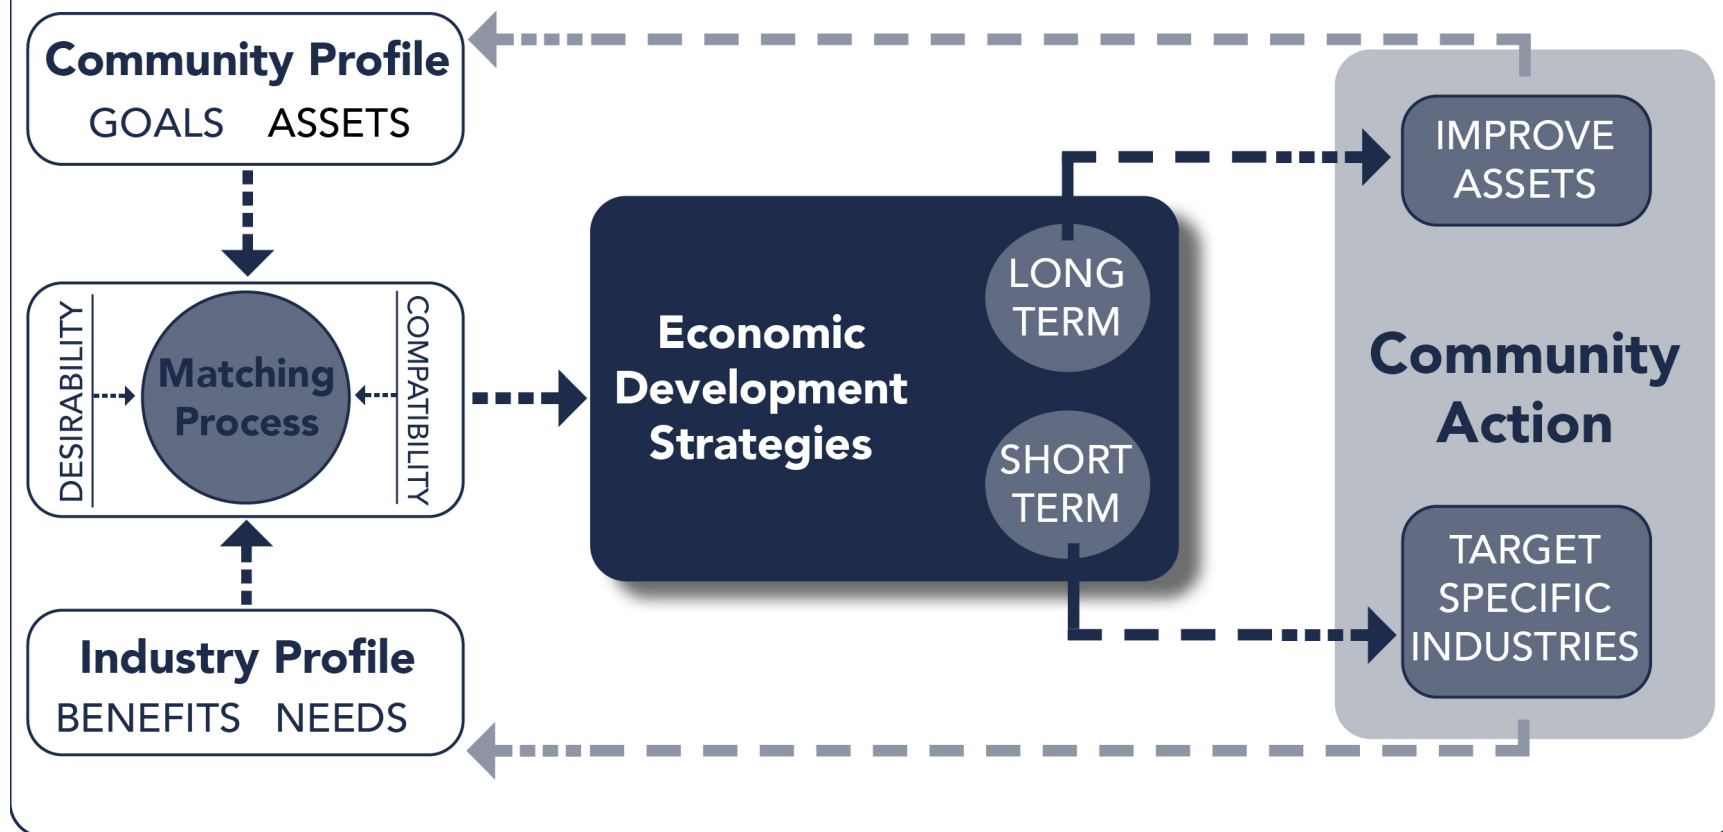 Community Profile
GOALS ASSETS
DESIRABILITY
Matching
Process
COMPATIBILITY
Industry Profile
BENEFITS NEEDS
Economic
Development
Strategies
LONG
TERM
SHORT
TERM
IMPROVE
ASSETS
Community
Action
TARGET
SPECIFIC
INDUSTRIES